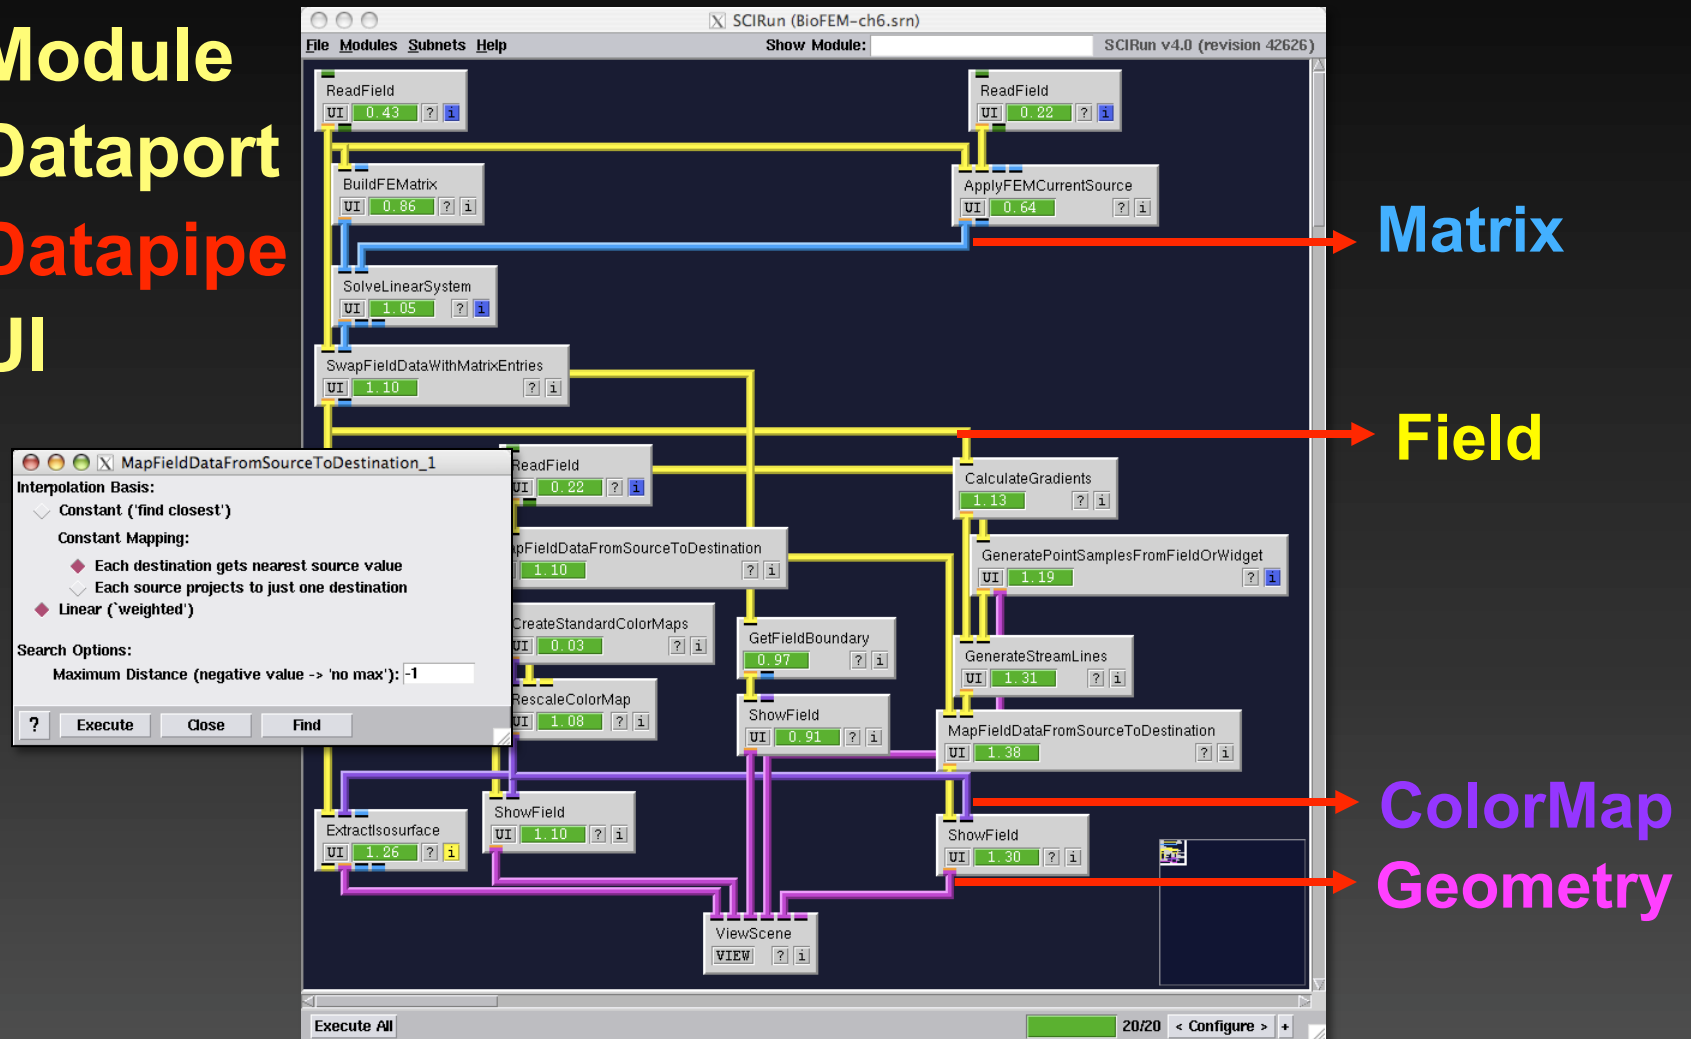 Module
Dataport
Datapipe
UI
SCIRun (BioFEM-ch6.srn)
File Modules Subnets Help
Show Module:
SCIRun v4.0 (revision 42626)
ReadField
UI 0.43 ? i
ReadField
UI 0.22 ? i
BuildFEMatrix
UI 0.86 ? i
ApplyFEMCurrentSource
UI 0.64 ? i
Matrix
SolveLinearSystem
UI 1.05 ? i
SwapFieldDataWithMatrixEntries
UI 1.10 ? i
Field
MapFieldDataFromSourceToDestination_1
Interpolation Basis:
Constant ('find closest')
Constant Mapping:
Each destination gets nearest source value
Each source projects to just one destination
Linear (`weighted')
Search Options:
Maximum Distance (negative value -> 'no max'): -1
? Execute Close Find
ReadField
UI 0.22 ? i
CalculateGradients
1.13 ? i
pFieldDataFromSourceToDestination
1.10 ? i
GeneratePointSamplesFromFieldOrWidget
UI 1.19 ? i
CreateStandardColorMaps
UI 0.03 ? i
GetFieldBoundary
0.97 ? i
GenerateStreamLines
UI 1.31 ? i
RescaleColorMap
UI 1.08 ? i
ShowField
UI 0.91 ? i
MapFieldDataFromSourceToDestination
UI 1.38 ? i
ColorMap
ExtractIsosurface
UI 1.26 ? i
ShowField
UI 1.10 ? i
ShowField
UI 1.30 ? i
Geometry
ViewScene
VIEW ? i
Execute All
20/20 < Configure > +